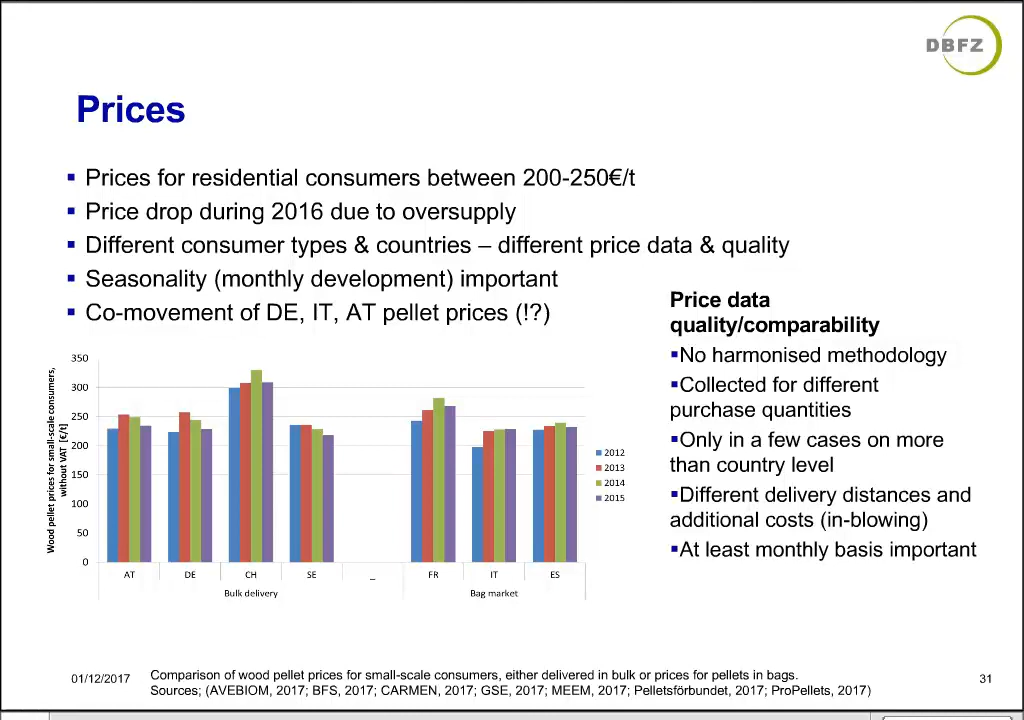 DBFZ
Prices
▪ Prices for residential consumers between 200-250€/t
▪ Price drop during 2016 due to oversupply
▪ Different consumer types & countries – different price data & quality
▪ Seasonality (monthly development) important
▪ Co-movement of DE, IT, AT pellet prices (!?)
Price data
quality/comparability
▪No harmonised methodology
▪Collected for different
purchase quantities
▪Only in a few cases on more
than country level
▪Different delivery distances and
additional costs (in-blowing)
▪At least monthly basis important
Wood pellet prices for small-scale consumers,
without VAT [€/t]
350
300
250
200
150
100
50
0
AT DE CH SE _ FR IT ES
Bulk delivery Bag market
2012
2013
2014
2015
01/12/2017
Comparison of wood pellet prices for small-scale consumers, either delivered in bulk or prices for pellets in bags.
Sources; (AVEBIOM, 2017; BFS, 2017; CARMEN, 2017; GSE, 2017; MEEM, 2017; Pelletsförbundet, 2017; ProPellets, 2017)
31